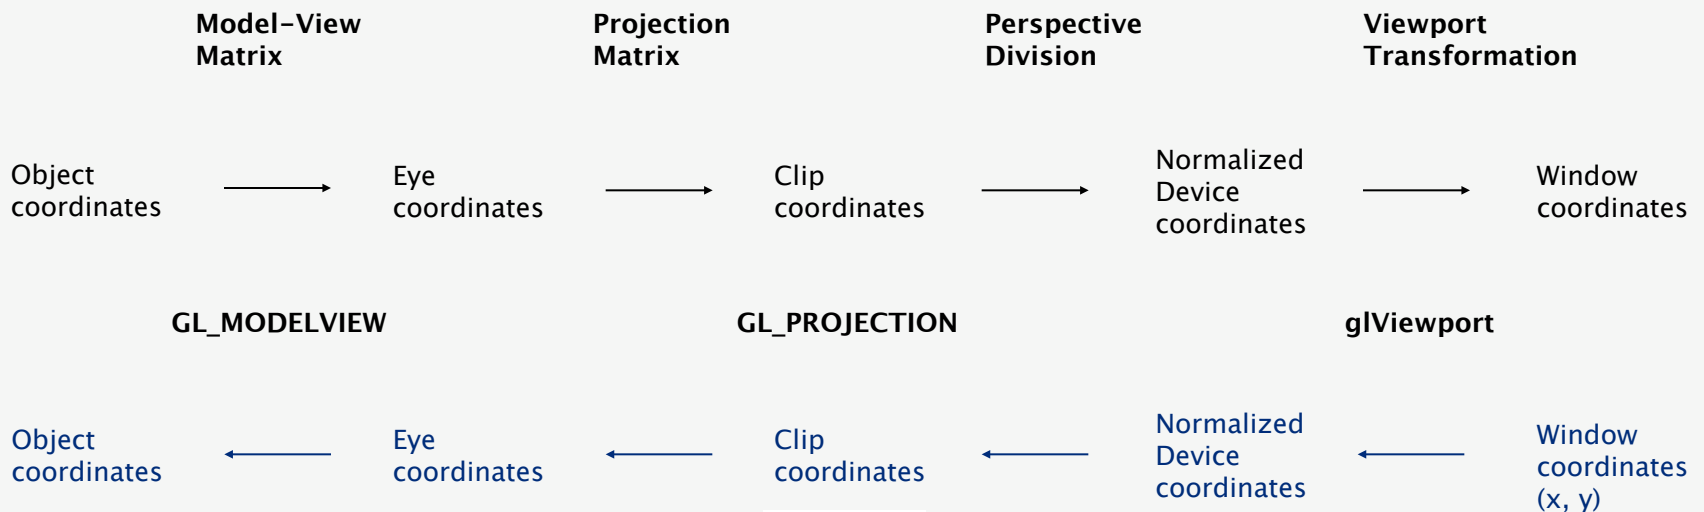 Model-View
Matrix
Projection
Matrix
Perspective
Division
Viewport
Transformation
Object
coordinates
Eye
coordinates
Clip
coordinates
Normalized
Device
coordinates
Window
coordinates
GL_MODELVIEW
GL_PROJECTION
glViewport
Object
coordinates
Eye
coordinates
Clip
coordinates
Normalized
Device
coordinates
Window
coordinates
(x, y)